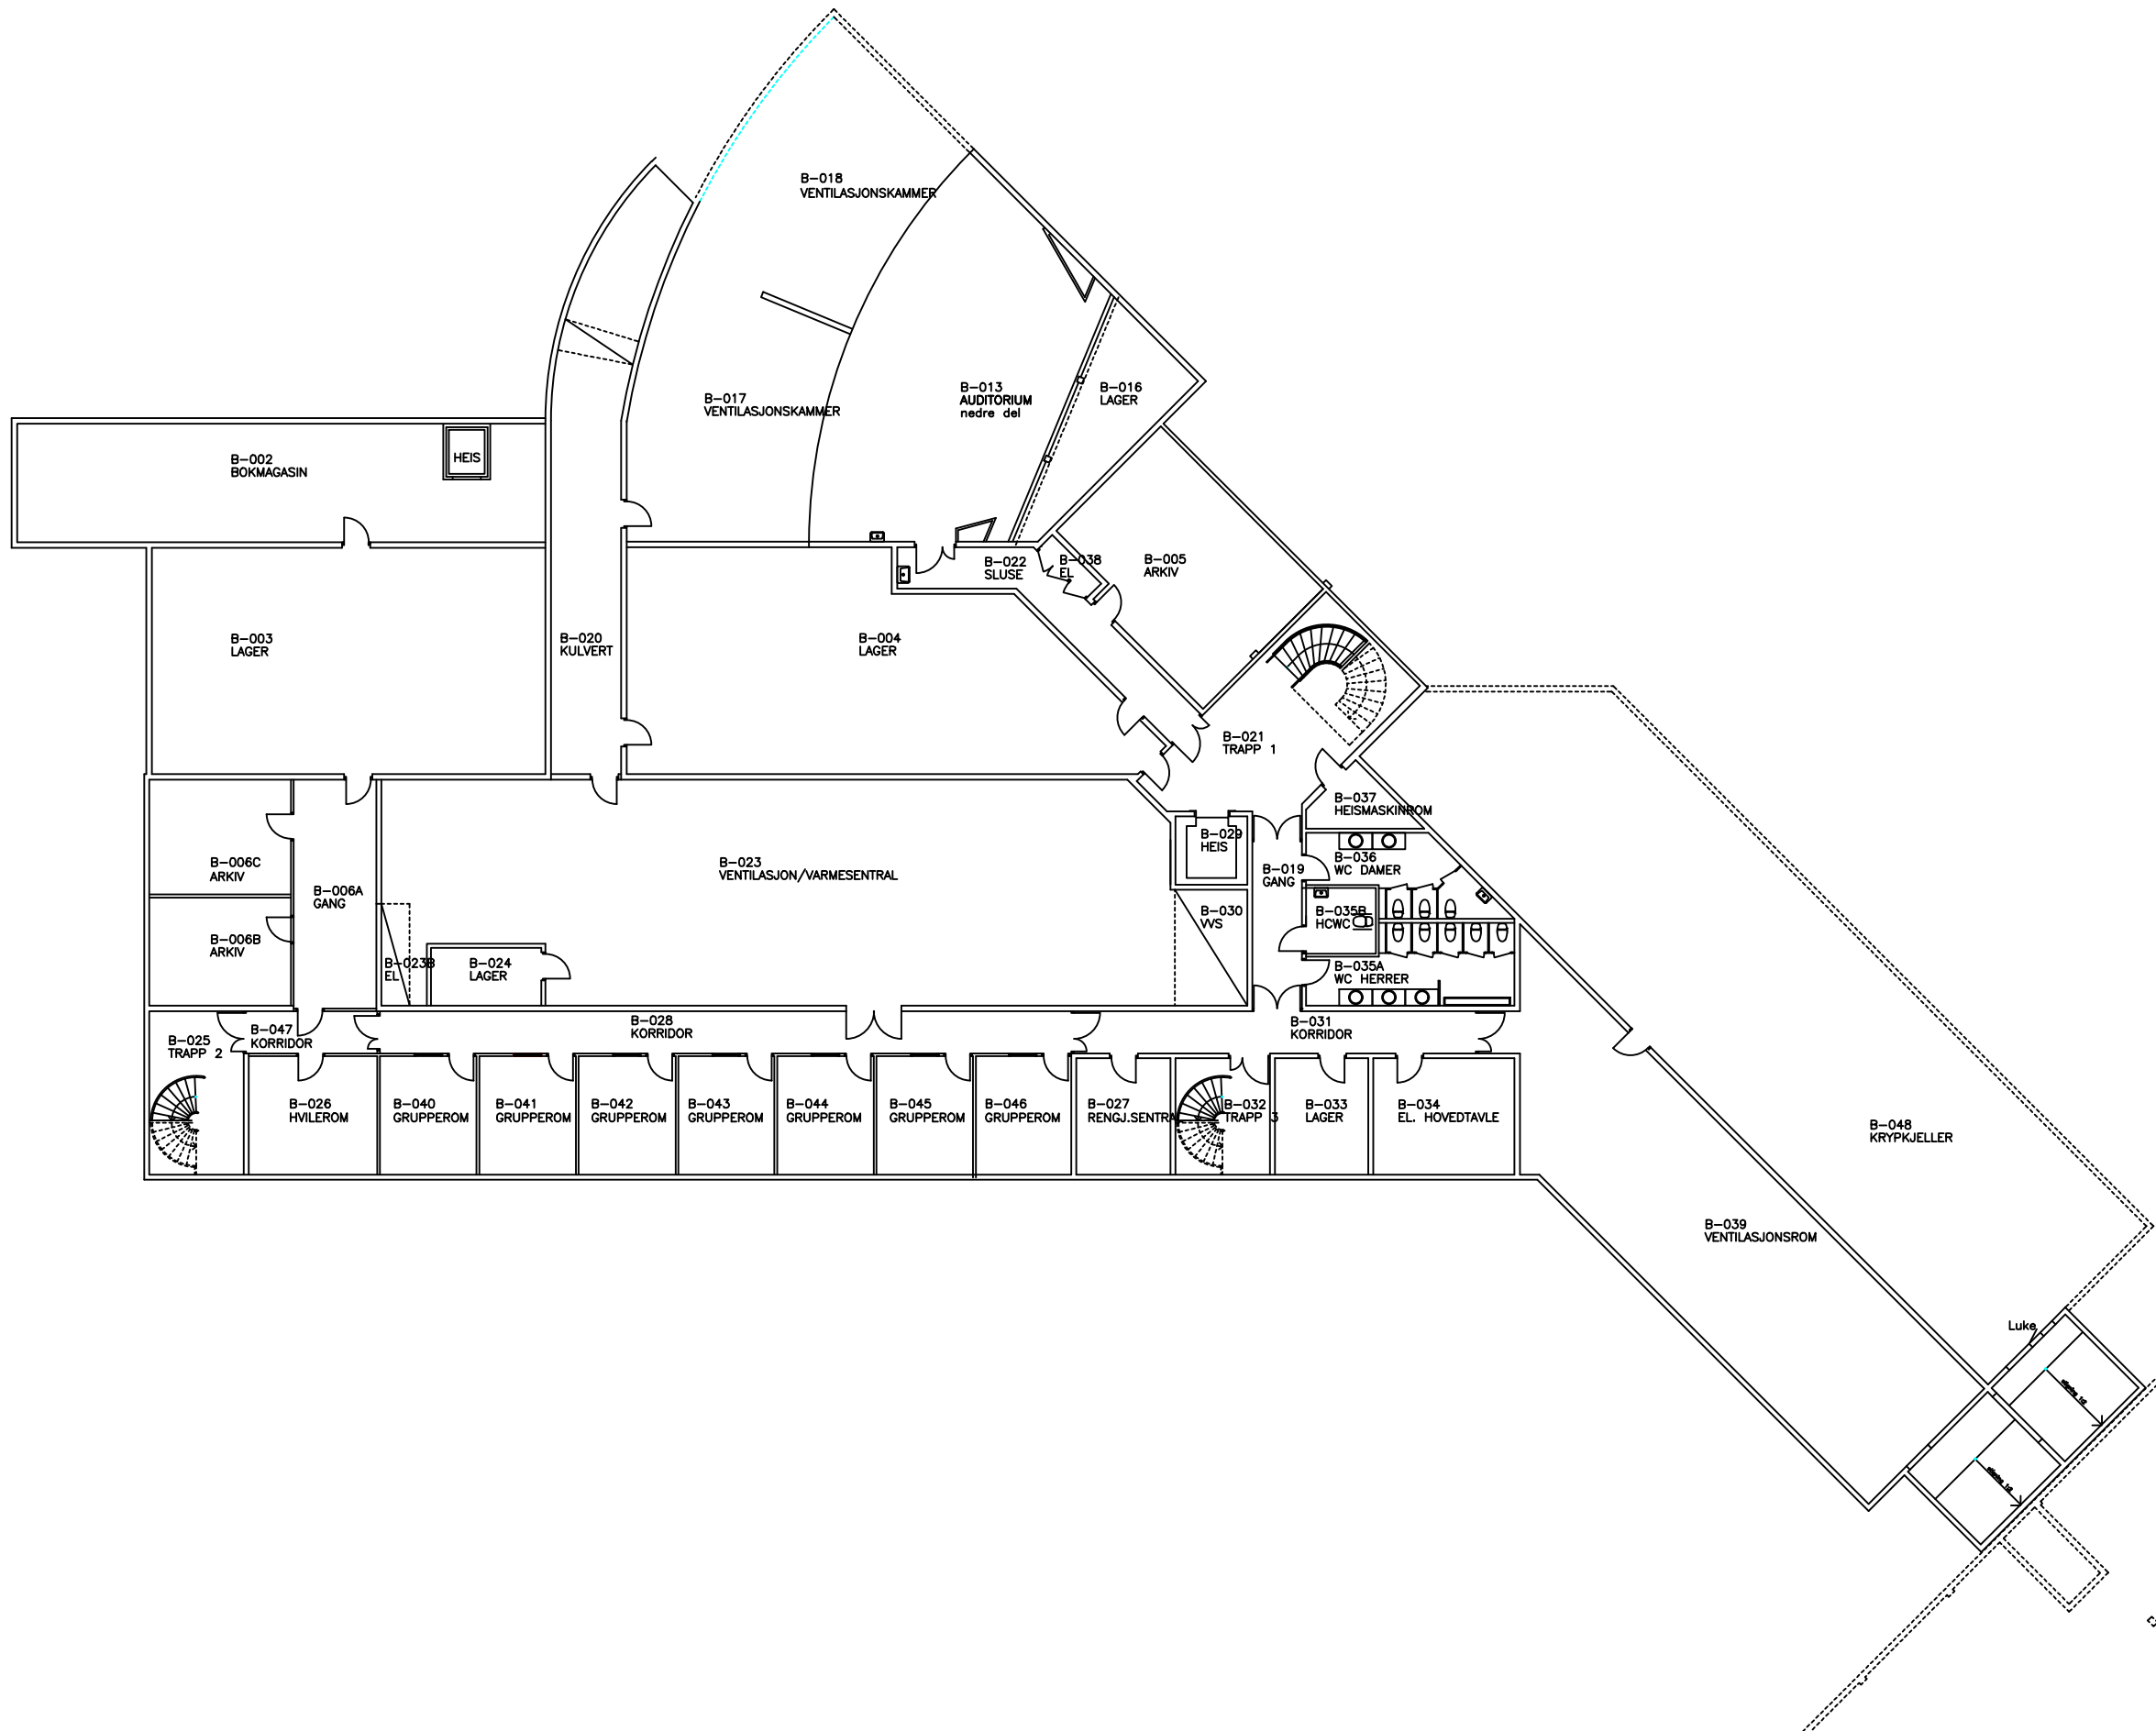 B-018
VENTILASJONSKAMMER
B-017
VENTILASJONSKAMMER
B-013
AUDITORIUM
nedre del
B-016
LAGER
B-002
BOKMAGASIN
HEIS
B-022
SLUSE
B-038
EL
B-005
ARKIV
B-003
LAGER
B-020
KULVERT
B-004
LAGER
B-021
TRAPP 1
B-037
HEISMASKINROM
B-029
HEIS
B-036
WC DAMER
B-019
GANG
B-006C
ARKIV
B-006A
GANG
B-023
VENTILASJON/VARMESENTRAL
B-030
VVS
B-035B
HCWC
B-006B
ARKIV
B-023B
EL
B-024
LAGER
B-035A
WC HERRER
B-025
TRAPP 2
B-047
KORRIDOR
B-028
KORRIDOR
B-031
KORRIDOR
B-026
HVILEROM
B-040
GRUPPEROM
B-041
GRUPPEROM
B-042
GRUPPEROM
B-043
GRUPPEROM
B-044
GRUPPEROM
B-045
GRUPPEROM
B-046
GRUPPEROM
B-027
RENGJ.SENTRA
B-032
TRAPP 3
B-033
LAGER
B-034
EL. HOVEDTAVLE
B-048
KRYPKJELLER
B-039
VENTILASJONSROM
Luke